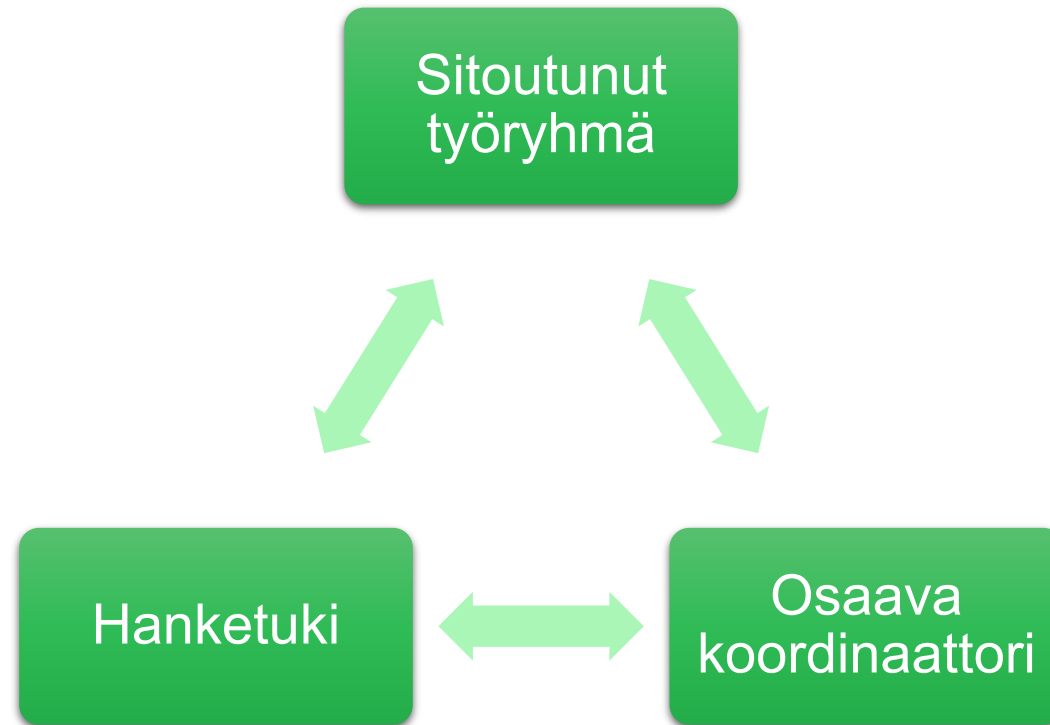 Sitoutunut
työryhmä
Hanketuki
Osaava
koordinaattori